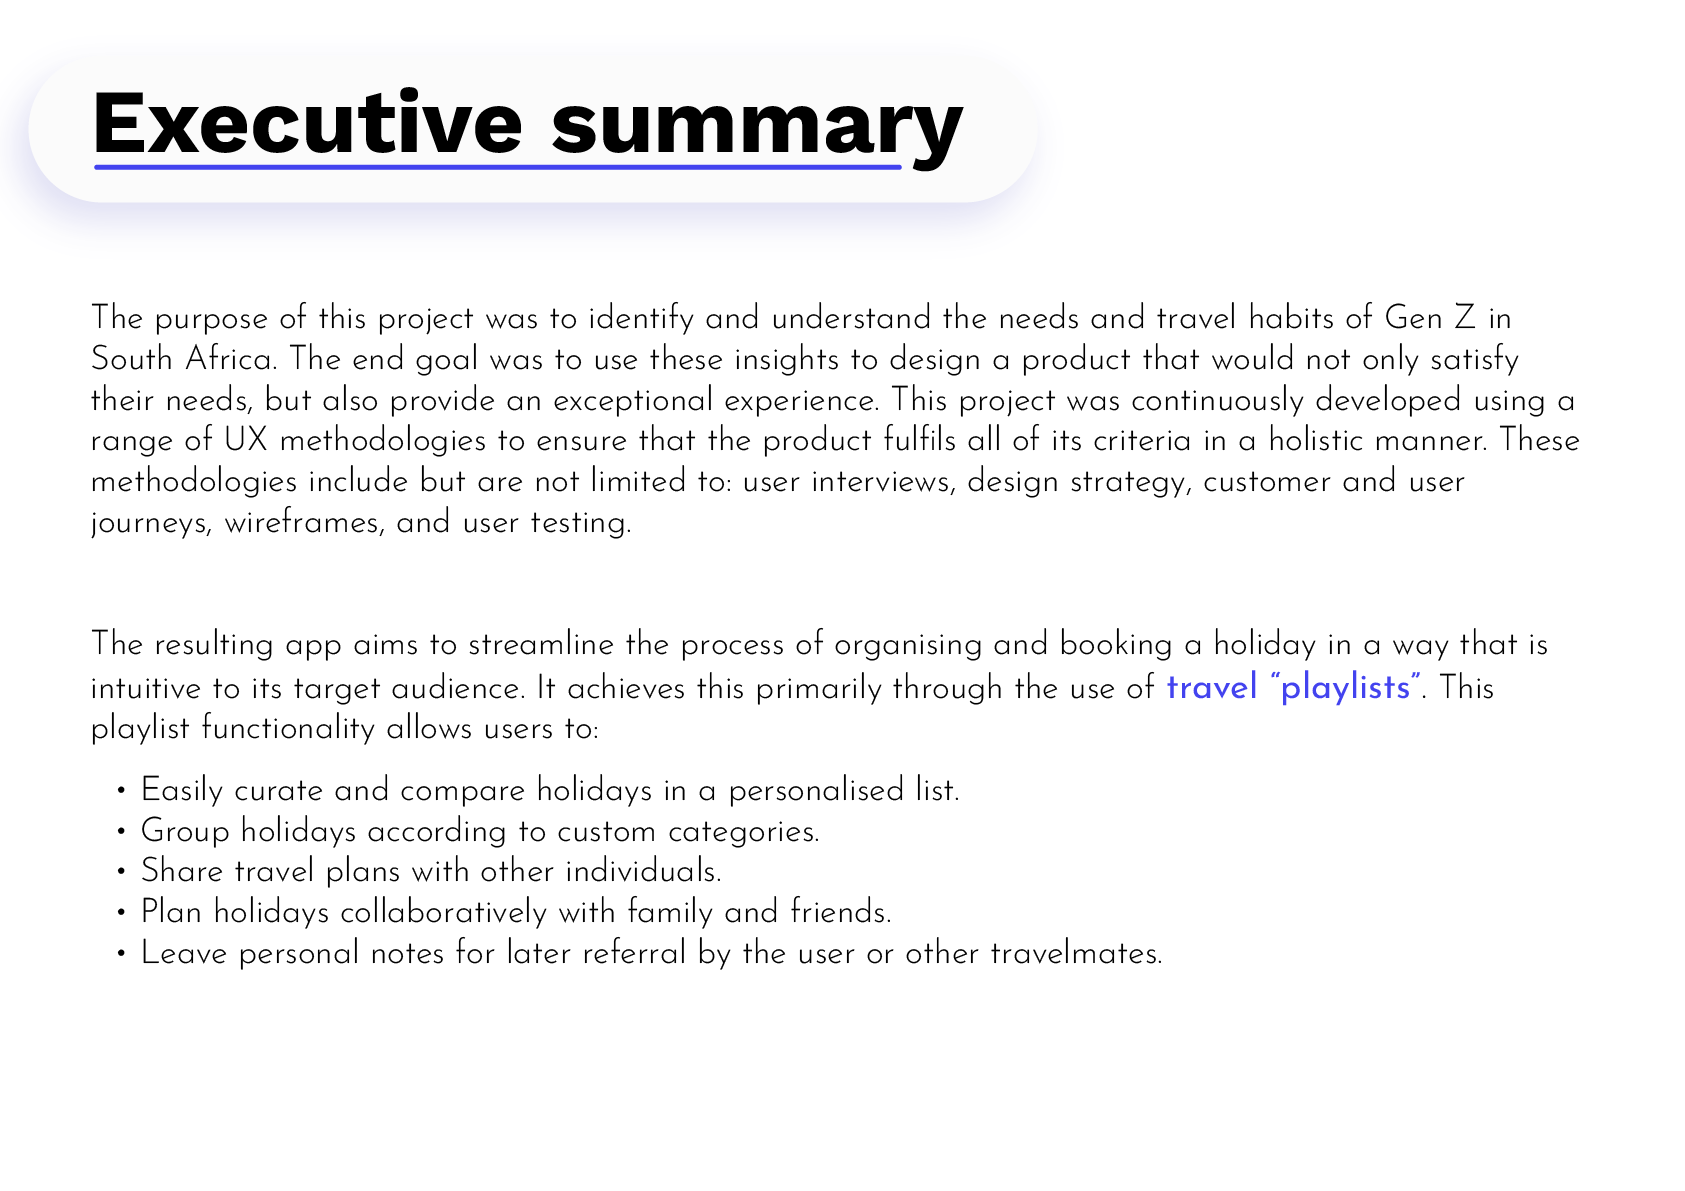 Executive summary
The purpose of this project was to identify and understand the needs and travel habits of Gen Z in
South Africa. The end goal was to use these insights to design a product that would not only satisfy
their needs, but also provide an exceptional experience. This project was continuously developed using a
range of UX methodologies to ensure that the product fulfils all of its criteria in a holistic manner. These
methodologies include but are not limited to: user interviews, design strategy, customer and user
journeys, wireframes, and user testing.
The resulting app aims to streamline the process of organising and booking a holiday in a way that is
intuitive to its target audience. It achieves this primarily through the use of travel “playlists”. This
playlist functionality allows users to:
• Easily curate and compare holidays in a personalised list.
• Group holidays according to custom categories.
• Share travel plans with other individuals.
• Plan holidays collaboratively with family and friends.
• Leave personal notes for later referral by the user or other travelmates.